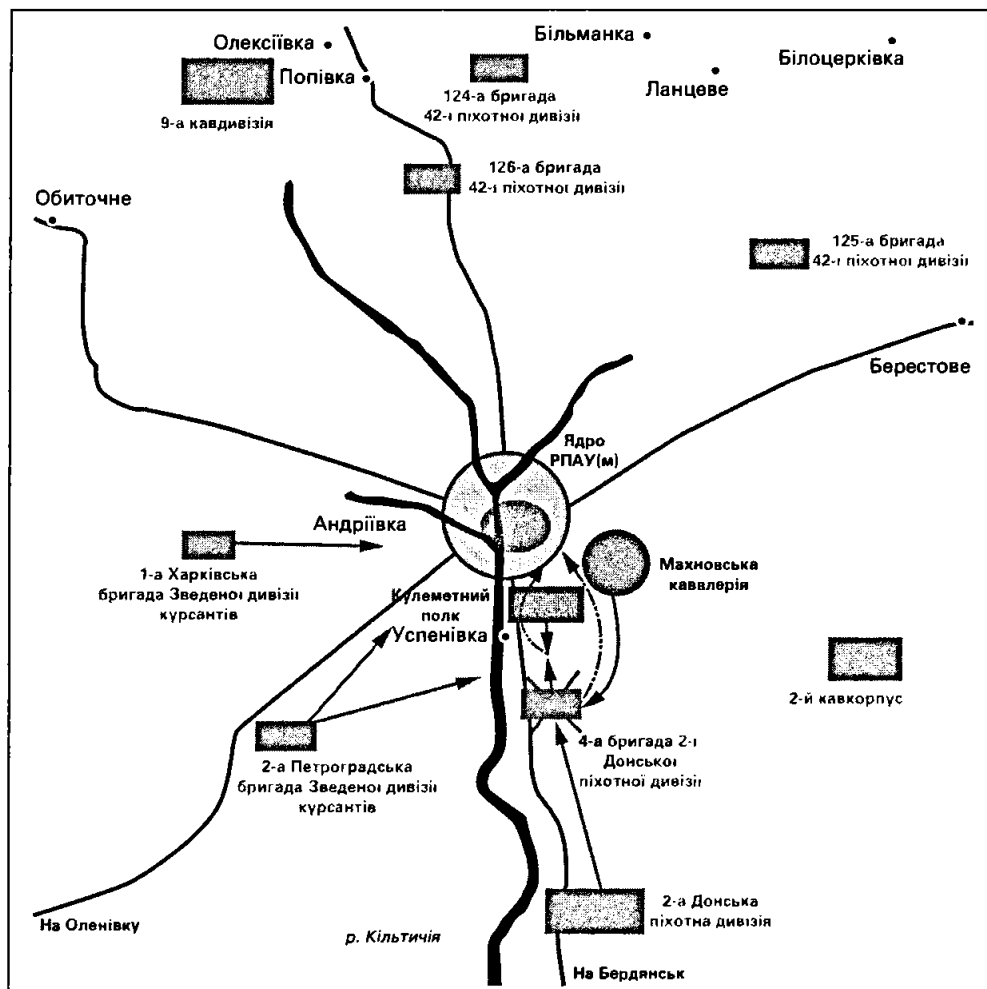 Олексіївка
Більманка
Білоцерківка
Попівка
Ланцеве
9-а кавдивізія
124-а бригада
42-ї піхотної дивізії
126-а бригада
42-ї піхотної дивізії
Обиточне
125-а бригада
42-ї піхотної дивізії
Берестове
Ядро
РПАУ(м)
Андріївка
1-а Харківська
бригада Зведеної дивізії
курсантів
Махновська
кавалерія
Кулеметний
полк
Успенівка
2-й кавкорпус
2-а Петроградська
бригада Зведеної дивізії
курсантів
4-а бригада 2-ї
Донської
піхотної дивізії
2-а Донська
піхотна дивізія
На Оленівку
р. Кільтичія
На Бердянськ